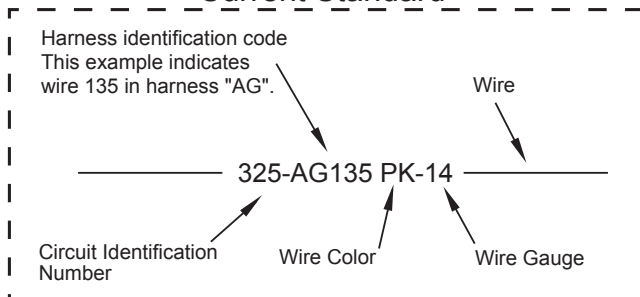 Current Standard
Harness identification code
This example indicates
wire 135 in harness "AG".
Wire
325-AG135 PK-14
Circuit Identification
Number
Wire Color
Wire Gauge